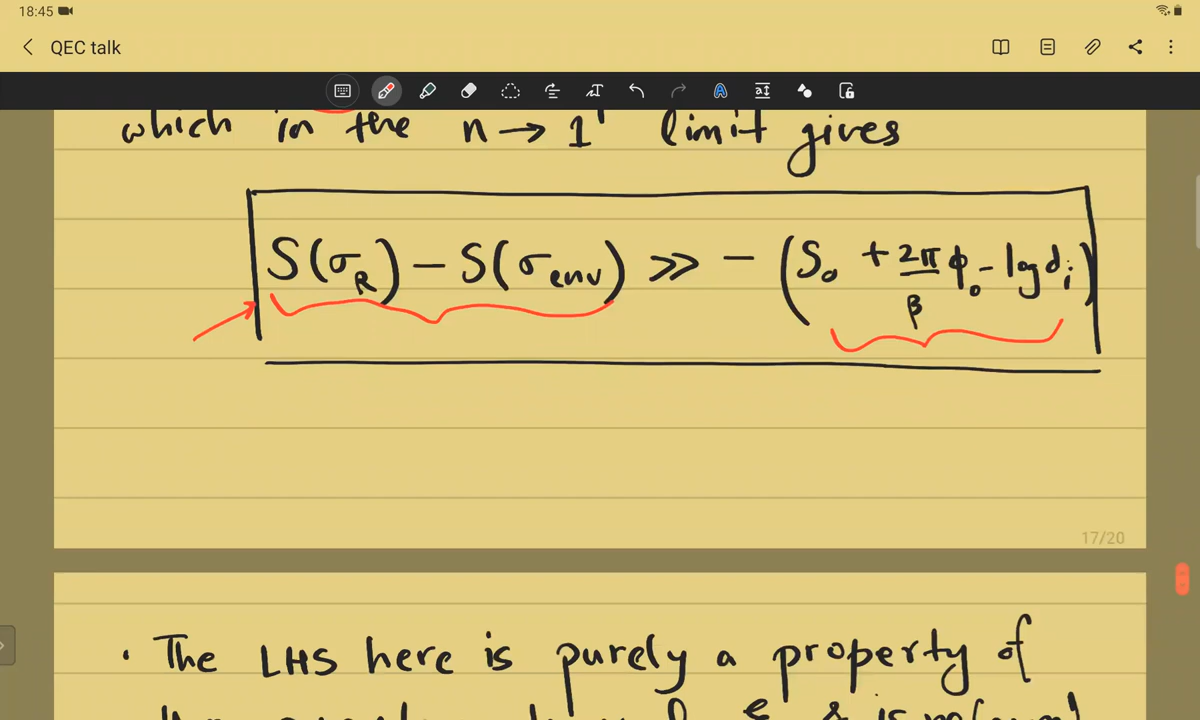 18:45
QEC talk
which in the n → 1 limit gives
S(σ_R) − S(σ_env) ≫ − (S_0 + 2π/β ϕ_0 − log d_i)
17/20
· The LHS here is purely a property of